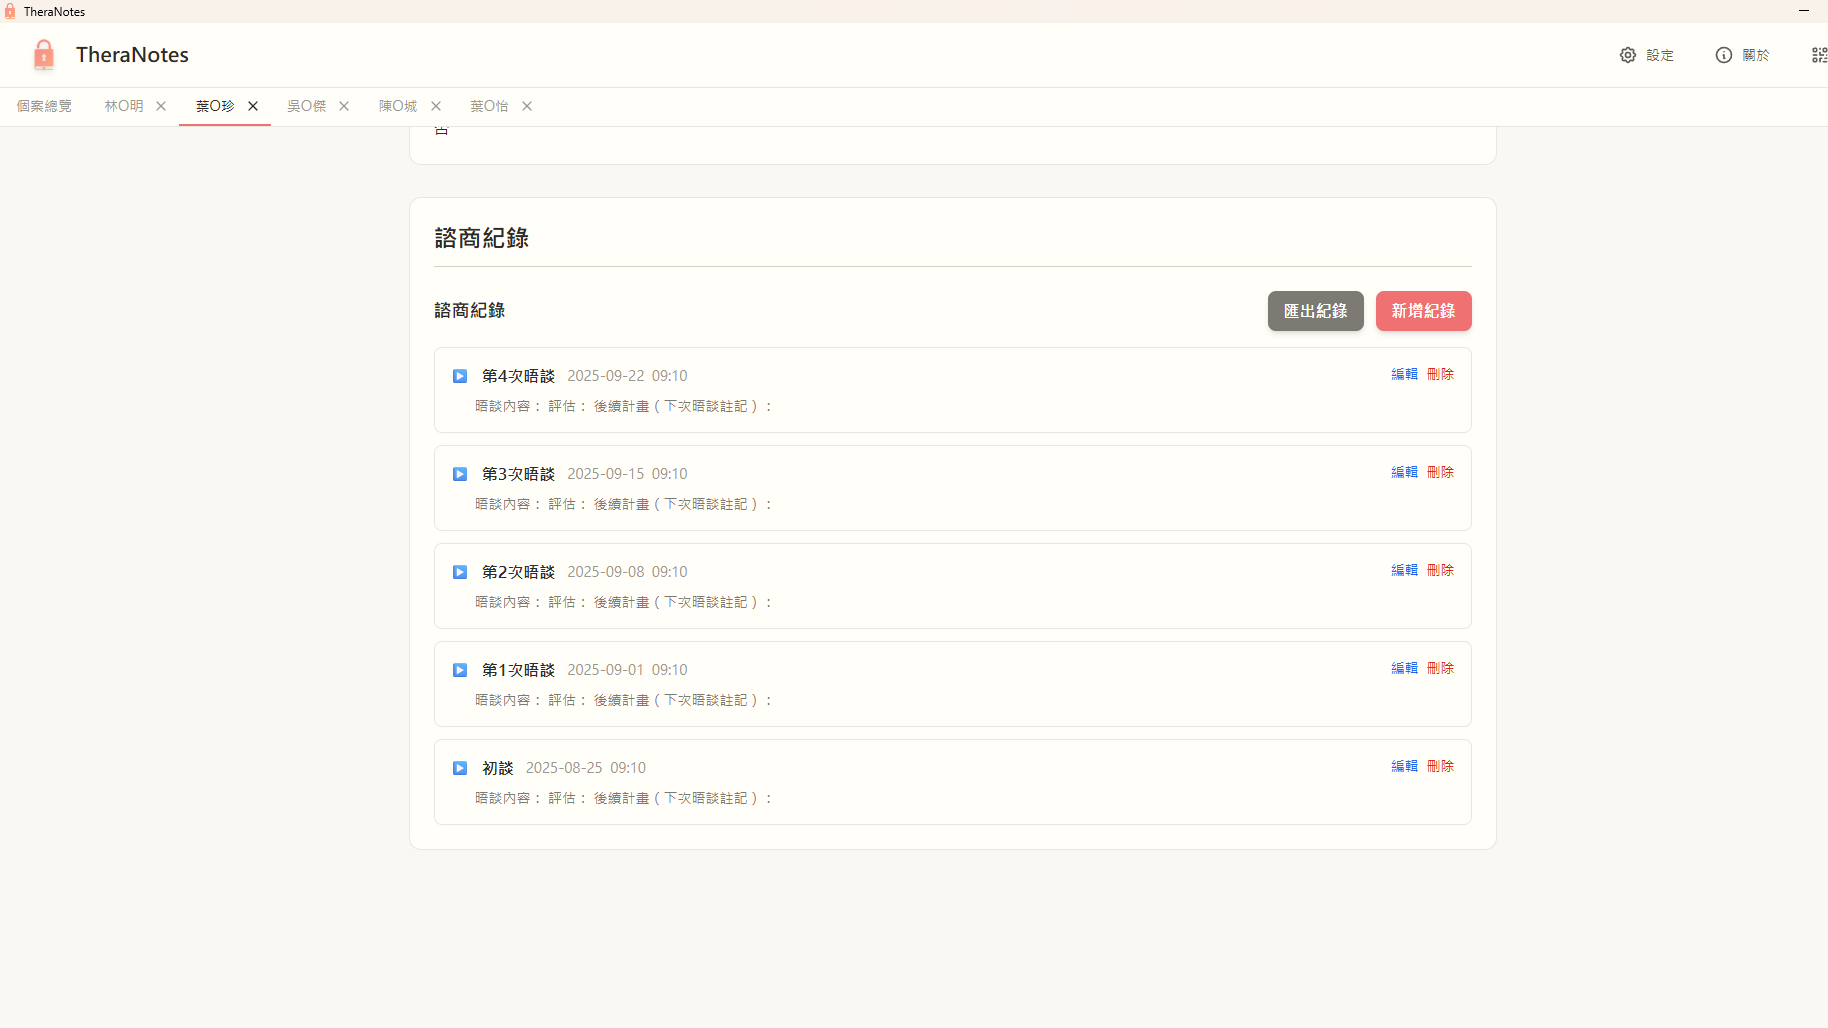 TheraNotes
TheraNotes
設定
關於
個案總覽
林O明
葉O珍
吳O傑
陳O城
葉O怡
諮商紀錄
諮商紀錄
匯出紀錄
新增紀錄
第4次晤談 2025-09-22 09:10
編輯 刪除
晤談內容： 評估： 後續計畫（下次晤談註記）：
第3次晤談 2025-09-15 09:10
編輯 刪除
晤談內容： 評估： 後續計畫（下次晤談註記）：
第2次晤談 2025-09-08 09:10
編輯 刪除
晤談內容： 評估： 後續計畫（下次晤談註記）：
第1次晤談 2025-09-01 09:10
編輯 刪除
晤談內容： 評估： 後續計畫（下次晤談註記）：
初談 2025-08-25 09:10
編輯 刪除
晤談內容： 評估： 後續計畫（下次晤談註記）：